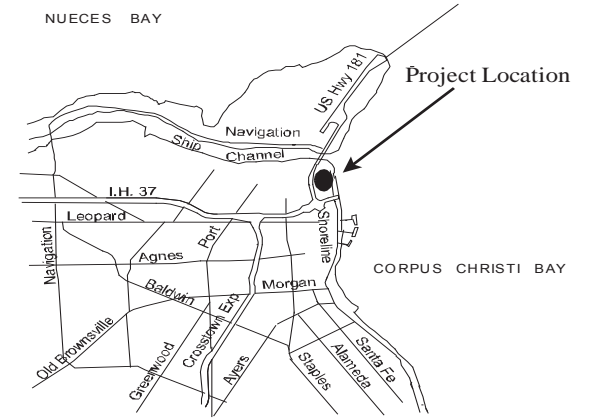 NUECES BAY
US Hwy 181
Project Location
Navigation
Ship Channel
I.H. 37
Leopard
Port
Shoreline
Navigation
Agnes
CORPUS CHRISTI BAY
Baldwin
Morgan
Crosstown Exp
Old Brownsville
Greenwood
Ayers
Staples
Alameda
Santa Fe